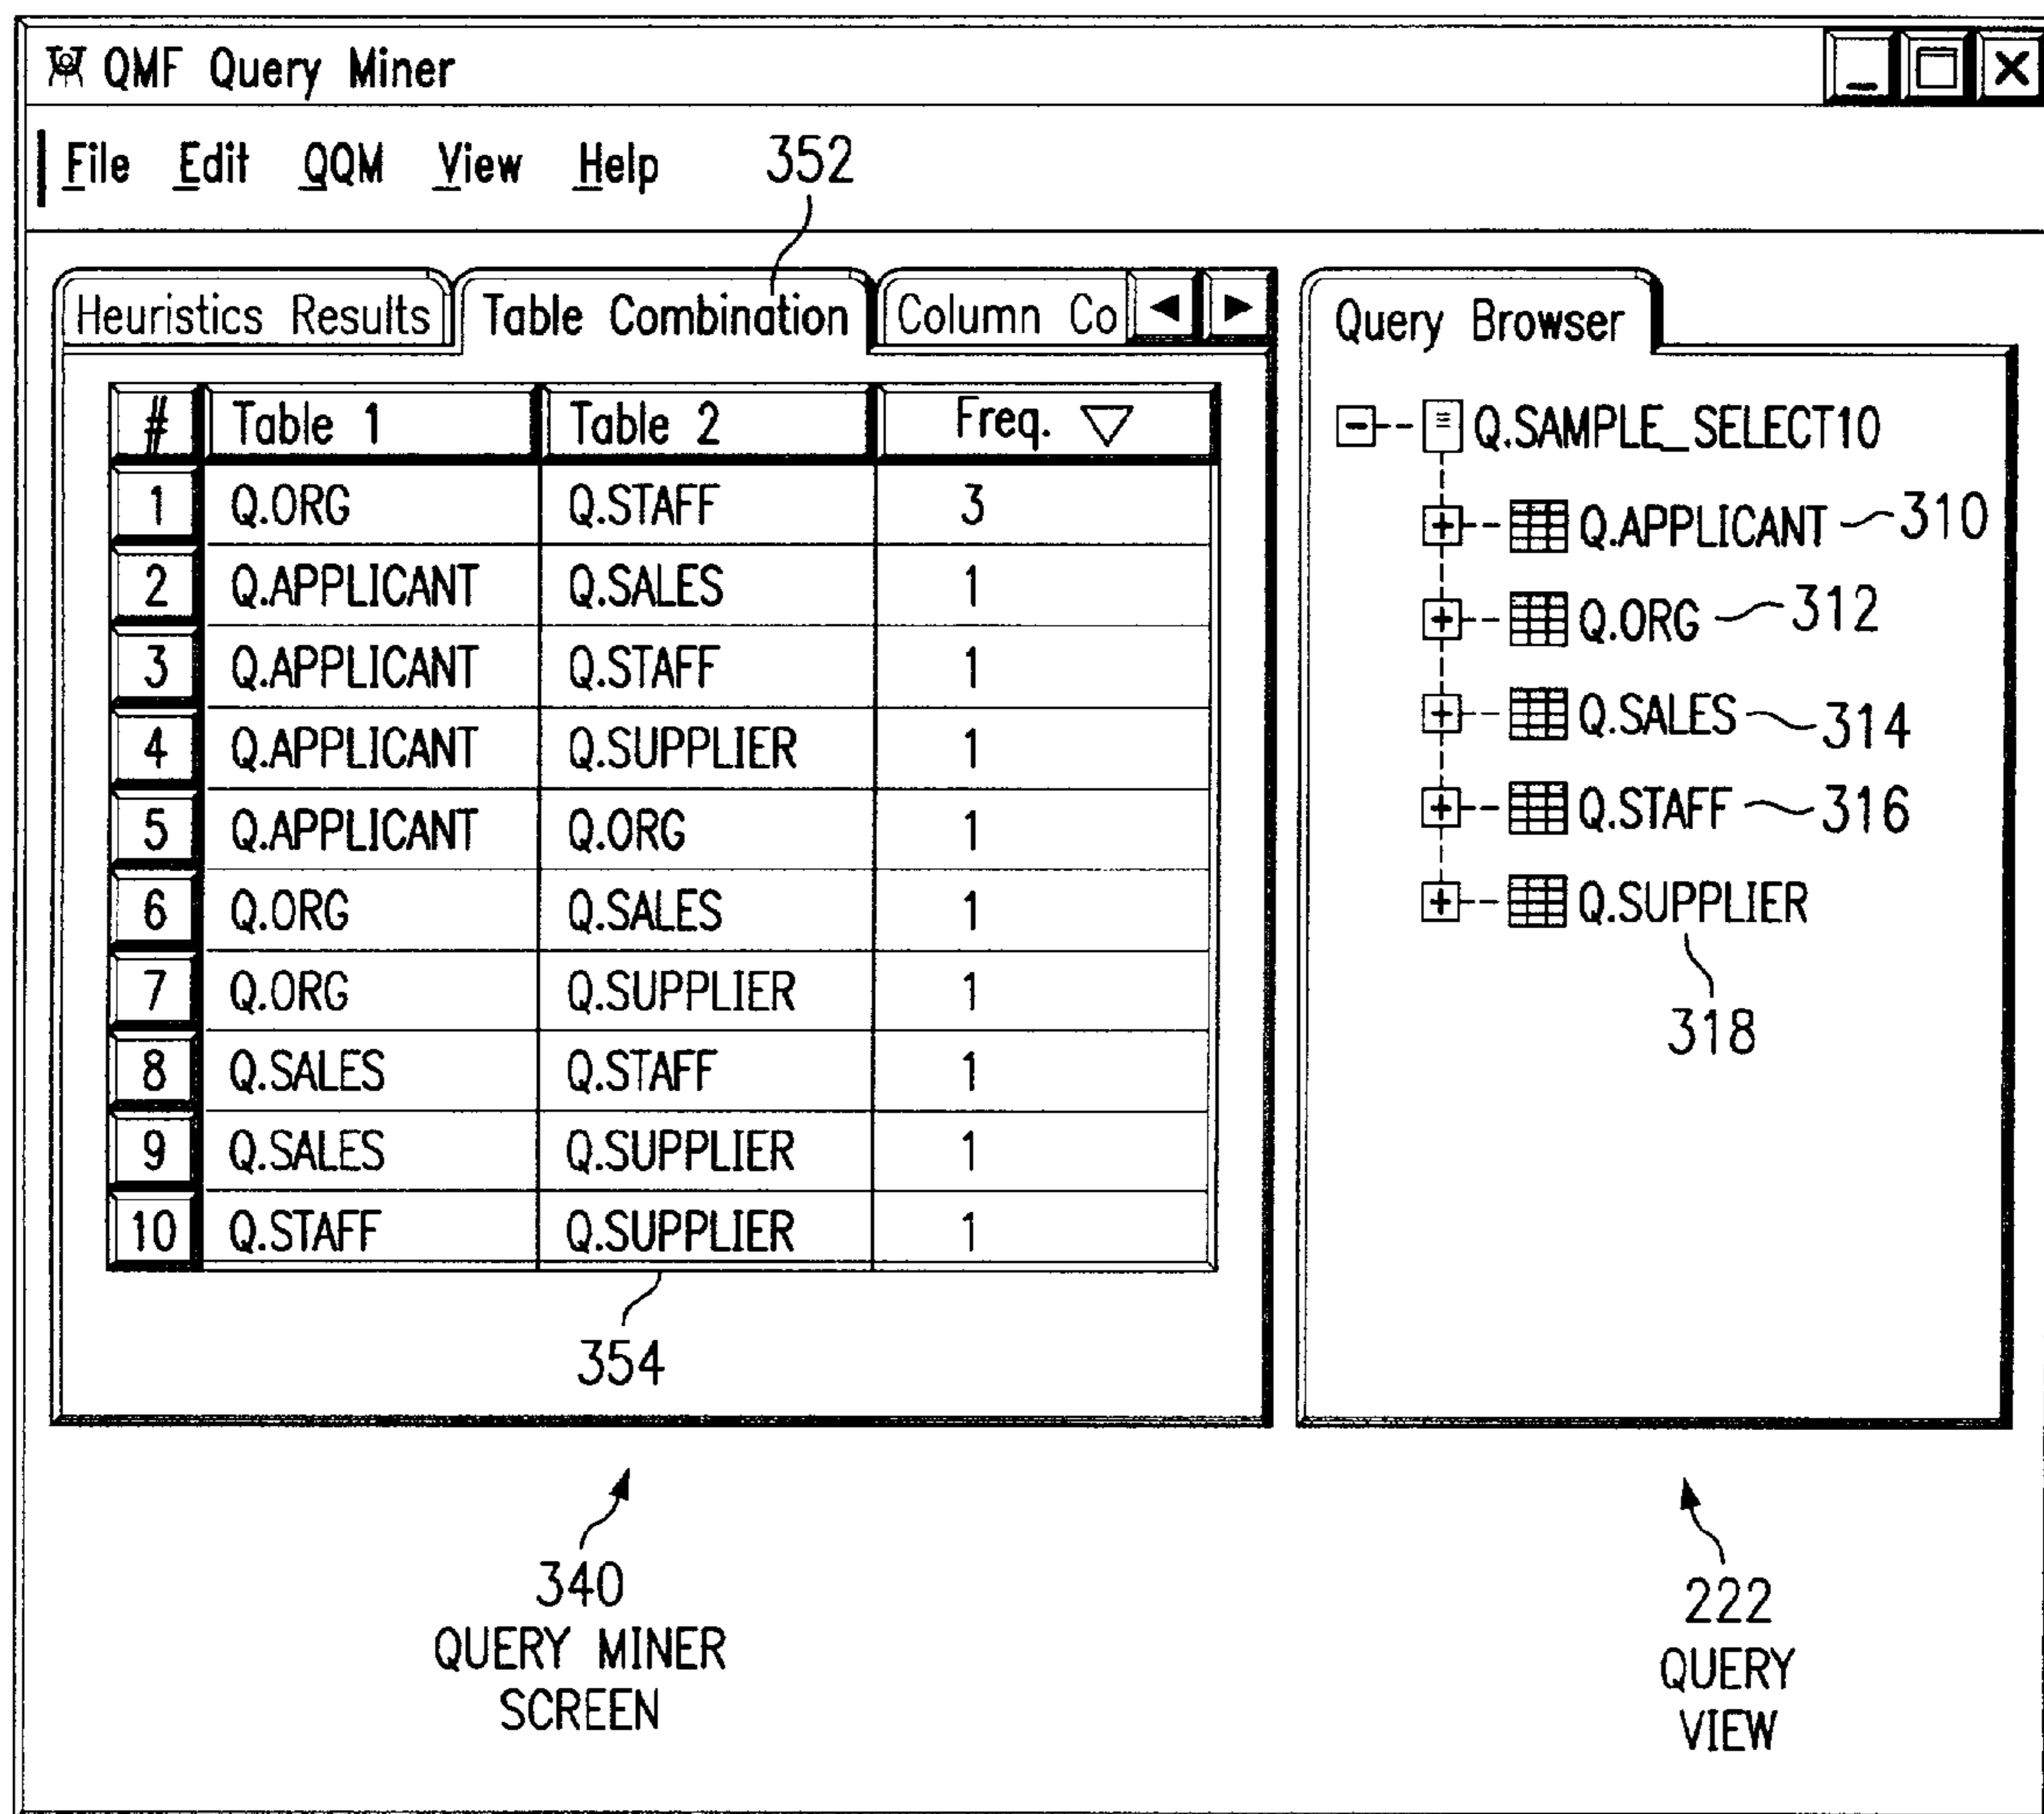 QMF Query Miner
File Edit QQM View Help
352
Heuristics Results Table Combination Column Co
# Table 1 Table 2 Freq.
1 Q.ORG Q.STAFF 3
2 Q.APPLICANT Q.SALES 1
3 Q.APPLICANT Q.STAFF 1
4 Q.APPLICANT Q.SUPPLIER 1
5 Q.APPLICANT Q.ORG 1
6 Q.ORG Q.SALES 1
7 Q.ORG Q.SUPPLIER 1
8 Q.SALES Q.STAFF 1
9 Q.SALES Q.SUPPLIER 1
10 Q.STAFF Q.SUPPLIER 1
354
340
QUERY MINER
SCREEN
Query Browser
Q.SAMPLE_SELECT10
Q.APPLICANT 310
Q.ORG 312
Q.SALES 314
Q.STAFF 316
Q.SUPPLIER
318
222
QUERY
VIEW